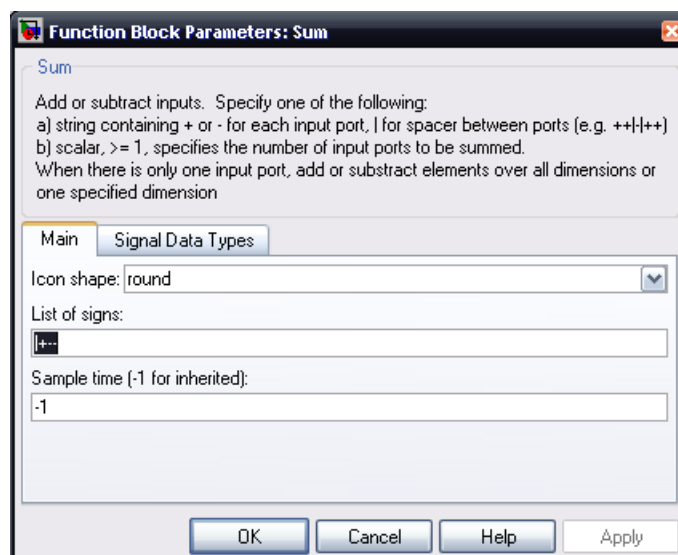 Function Block Parameters: Sum
Sum
Add or subtract inputs. Specify one of the following:
a) string containing + or - for each input port, | for spacer between ports (e.g. ++|-|++)
b) scalar, >= 1, specifies the number of input ports to be summed.
When there is only one input port, add or substract elements over all dimensions or
one specified dimension
Main
Signal Data Types
Icon shape: round
List of signs:
|+--
Sample time (-1 for inherited):
-1
OK
Cancel
Help
Apply